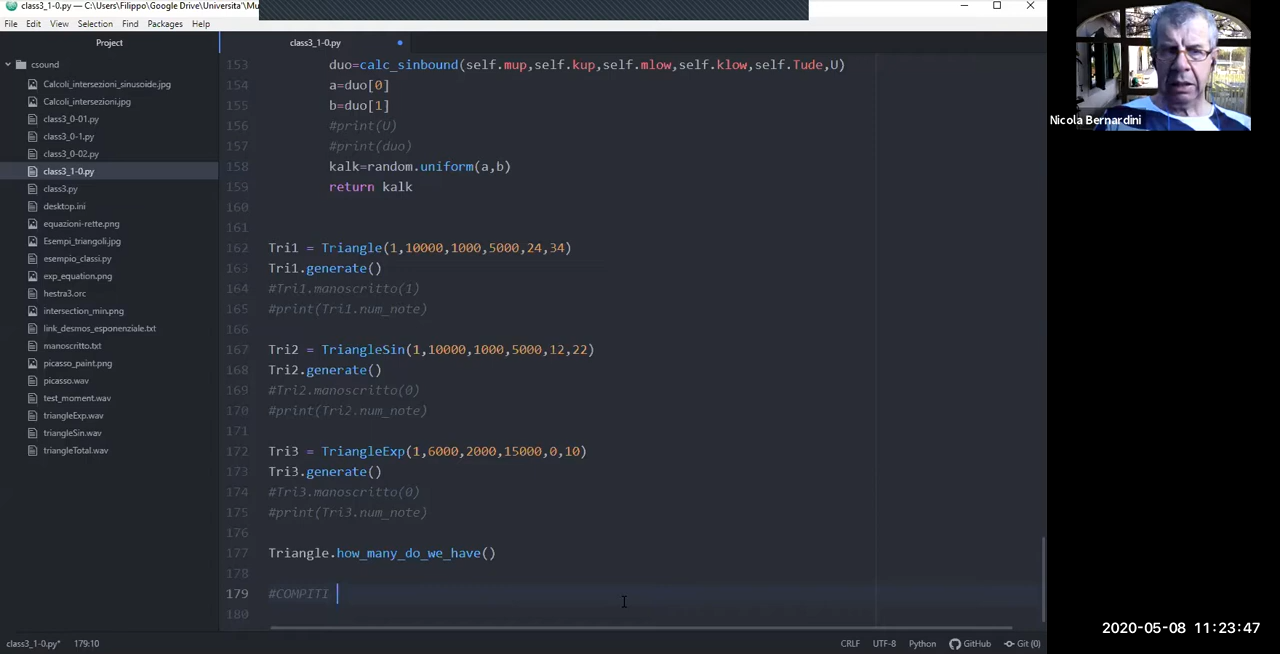 class3_1-0.py — C:\Users\Filippo\Google Drive\Universita'\Mu
File Edit View Selection Find Packages Help
Project
class3_1-0.py
csound
Calcoli_intersezioni_sinusoide.jpg
Calcoli_intersezioni.jpg
class3_0-01.py
class3_0-1.py
class3_0-02.py
class3_1-0.py
class3.py
desktop.ini
equazioni-rette.png
Esempi_triangoli.jpg
esempio_classi.py
exp_equation.png
hestra3.orc
intersection_min.png
link_desmos_esponenziale.txt
manoscritto.txt
picasso_paint.png
picasso.wav
test_moment.wav
triangleExp.wav
triangleSin.wav
triangleTotal.wav
153 duo=calc_sinbound(self.mup,self.kup,self.mlow,self.klow,self.Tude,U)
154 a=duo[0]
155 b=duo[1]
156 #print(U)
157 #print(duo)
158 kalk=random.uniform(a,b)
159 return kalk
160
161
162 Tri1 = Triangle(1,10000,1000,5000,24,34)
163 Tri1.generate()
164 #Tri1.manoscritto(1)
165 #print(Tri1.num_note)
166
167 Tri2 = TriangleSin(1,10000,1000,5000,12,22)
168 Tri2.generate()
169 #Tri2.manoscritto(0)
170 #print(Tri2.num_note)
171
172 Tri3 = TriangleExp(1,6000,2000,15000,0,10)
173 Tri3.generate()
174 #Tri3.manoscritto(0)
175 #print(Tri3.num_note)
176
177 Triangle.how_many_do_we_have()
178
179 #COMPITI
180
class3_1-0.py* 179:10
CRLF UTF-8 Python GitHub Git (0)
Nicola Bernardini
2020-05-08 11:23:47